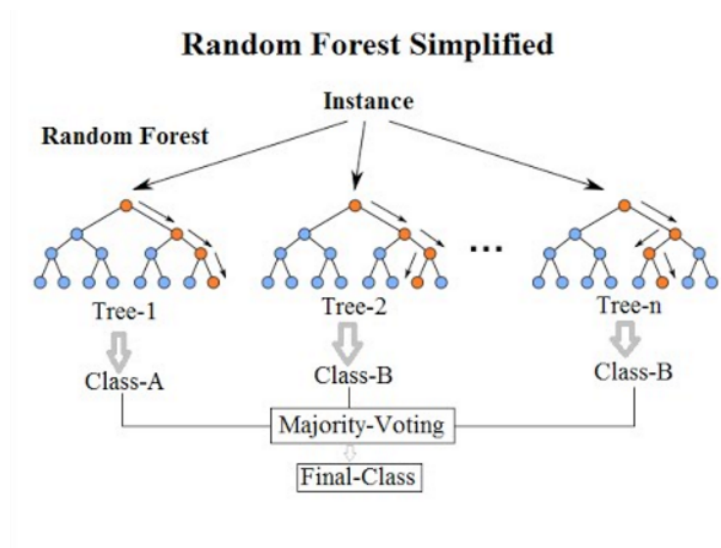 Random Forest Simplified
Instance
Random Forest
...
Tree-1
Tree-2
Tree-n
Class-A
Class-B
Class-B
Majority-Voting
Final-Class